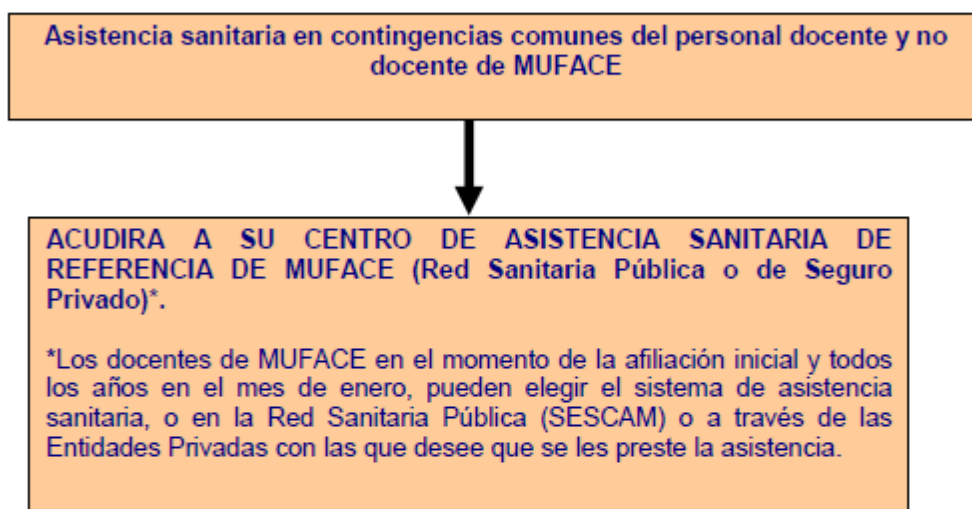 Asistencia sanitaria en contingencias comunes del personal docente y no
docente de MUFACE
ACUDIRA A SU CENTRO DE ASISTENCIA SANITARIA DE
REFERENCIA DE MUFACE (Red Sanitaria Pública o de Seguro
Privado)*.
*Los docentes de MUFACE en el momento de la afiliación inicial y todos
los años en el mes de enero, pueden elegir el sistema de asistencia
sanitaria, o en la Red Sanitaria Pública (SESCAM) o a través de las
Entidades Privadas con las que desee que se les preste la asistencia.